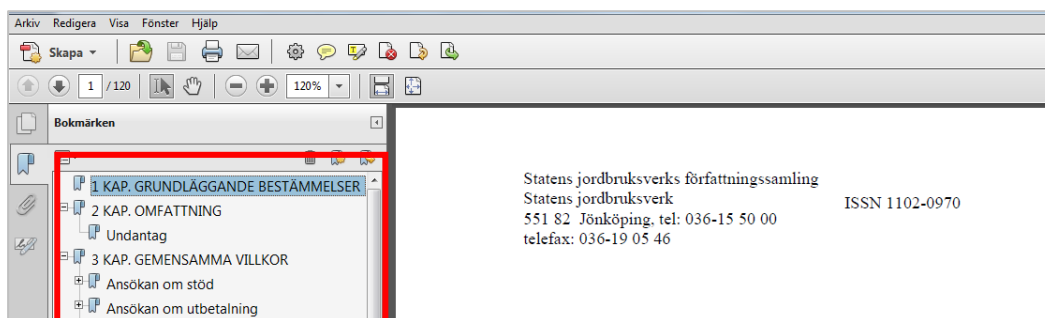 Arkiv Redigera Visa Fönster Hjälp
Skapa
1 / 120 120%
Bokmärken
1 KAP. GRUNDLÄGGANDE BESTÄMMELSER
2 KAP. OMFATTNING
Undantag
3 KAP. GEMENSAMMA VILLKOR
Ansökan om stöd
Ansökan om utbetalning
Statens jordbruksverks författningssamling
Statens jordbruksverk
551 82 Jönköping, tel: 036-15 50 00
telefax: 036-19 05 46
ISSN 1102-0970